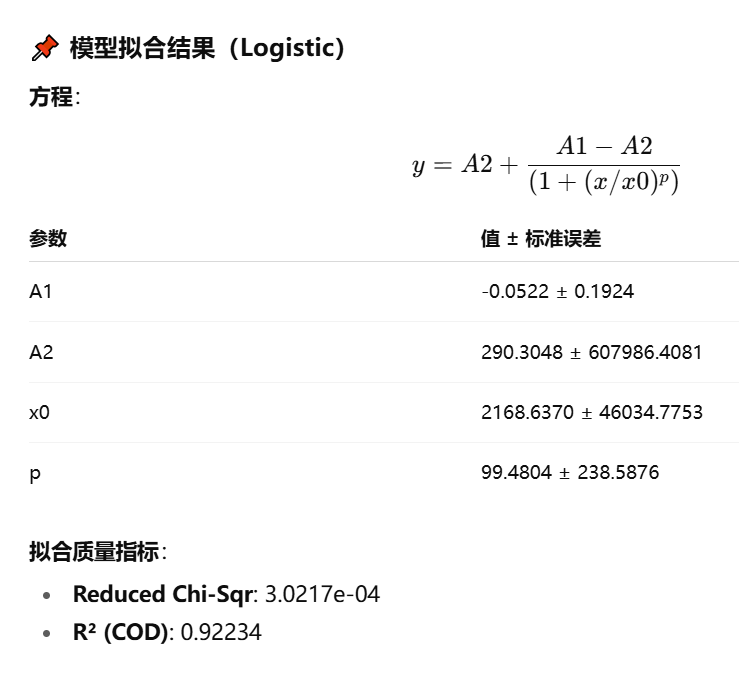 📌 模型拟合结果（Logistic）
方程：
y = A2 + \frac{A1 − A2}{(1 + (x/x0)^p)}
参数 值 ± 标准误差
A1 -0.0522 ± 0.1924
A2 290.3048 ± 607986.4081
x0 2168.6370 ± 46034.7753
p 99.4804 ± 238.5876
拟合质量指标：
• Reduced Chi-Sqr: 3.0217e-04
• R² (COD): 0.92234